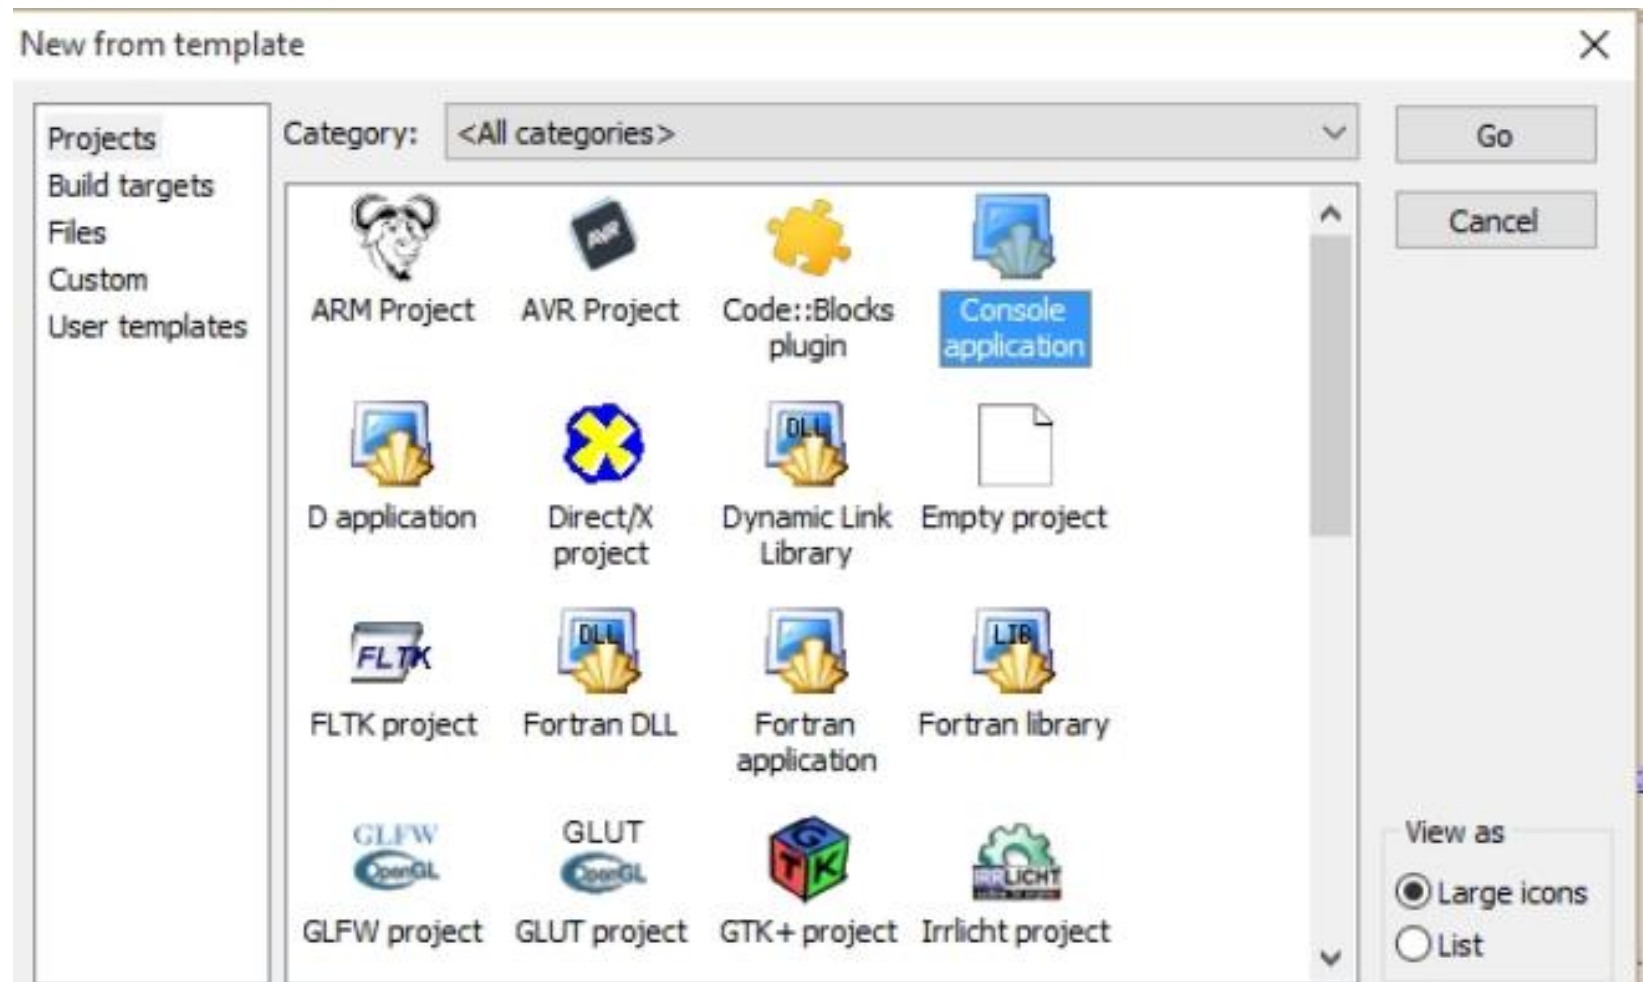 New from template
Projects
Build targets
Files
Custom
User templates
Category: <All categories>
Go
Cancel
AVR
ARM Project AVR Project Code::Blocks plugin Console application
DLL
D application Direct/X project Dynamic Link Library Empty project
FLTK DLL LIB
FLTK project Fortran DLL Fortran application Fortran library
GLFW OpenGL GLUT OpenGL GTK IRRLICHT
GLFW project GLUT project GTK+ project Irrlicht project
View as
Large icons
List